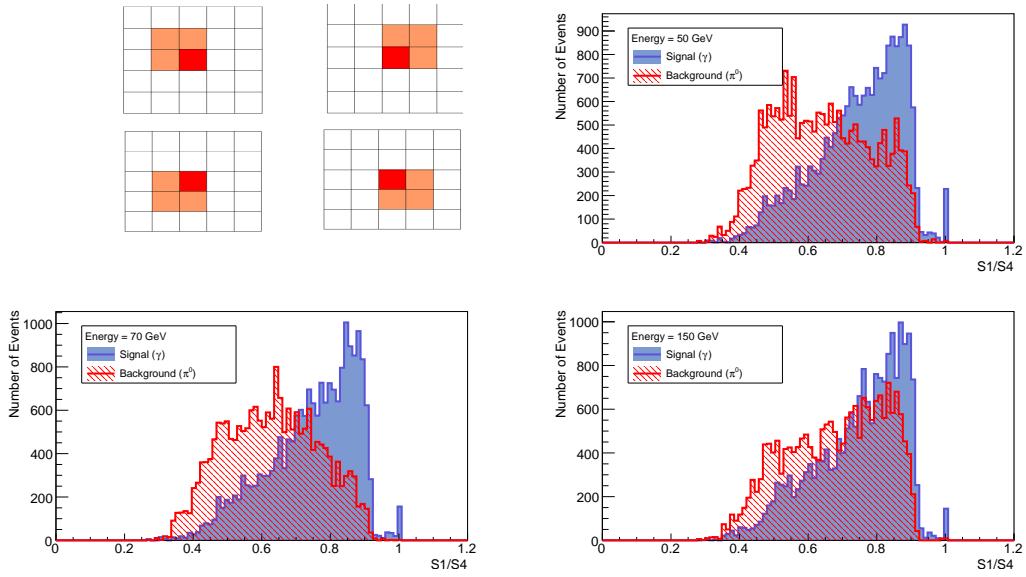 Number of Events
900
800
700
600
500
400
300
200
100
0
Energy = 50 GeV
Signal (γ)
Background (π⁰)
0 0.2 0.4 0.6 0.8 1 1.2
S1/S4
Number of Events
1000
800
600
400
200
0
Energy = 70 GeV
Signal (γ)
Background (π⁰)
0 0.2 0.4 0.6 0.8 1 1.2
S1/S4
Number of Events
1000
800
600
400
200
0
Energy = 150 GeV
Signal (γ)
Background (π⁰)
0 0.2 0.4 0.6 0.8 1 1.2
S1/S4